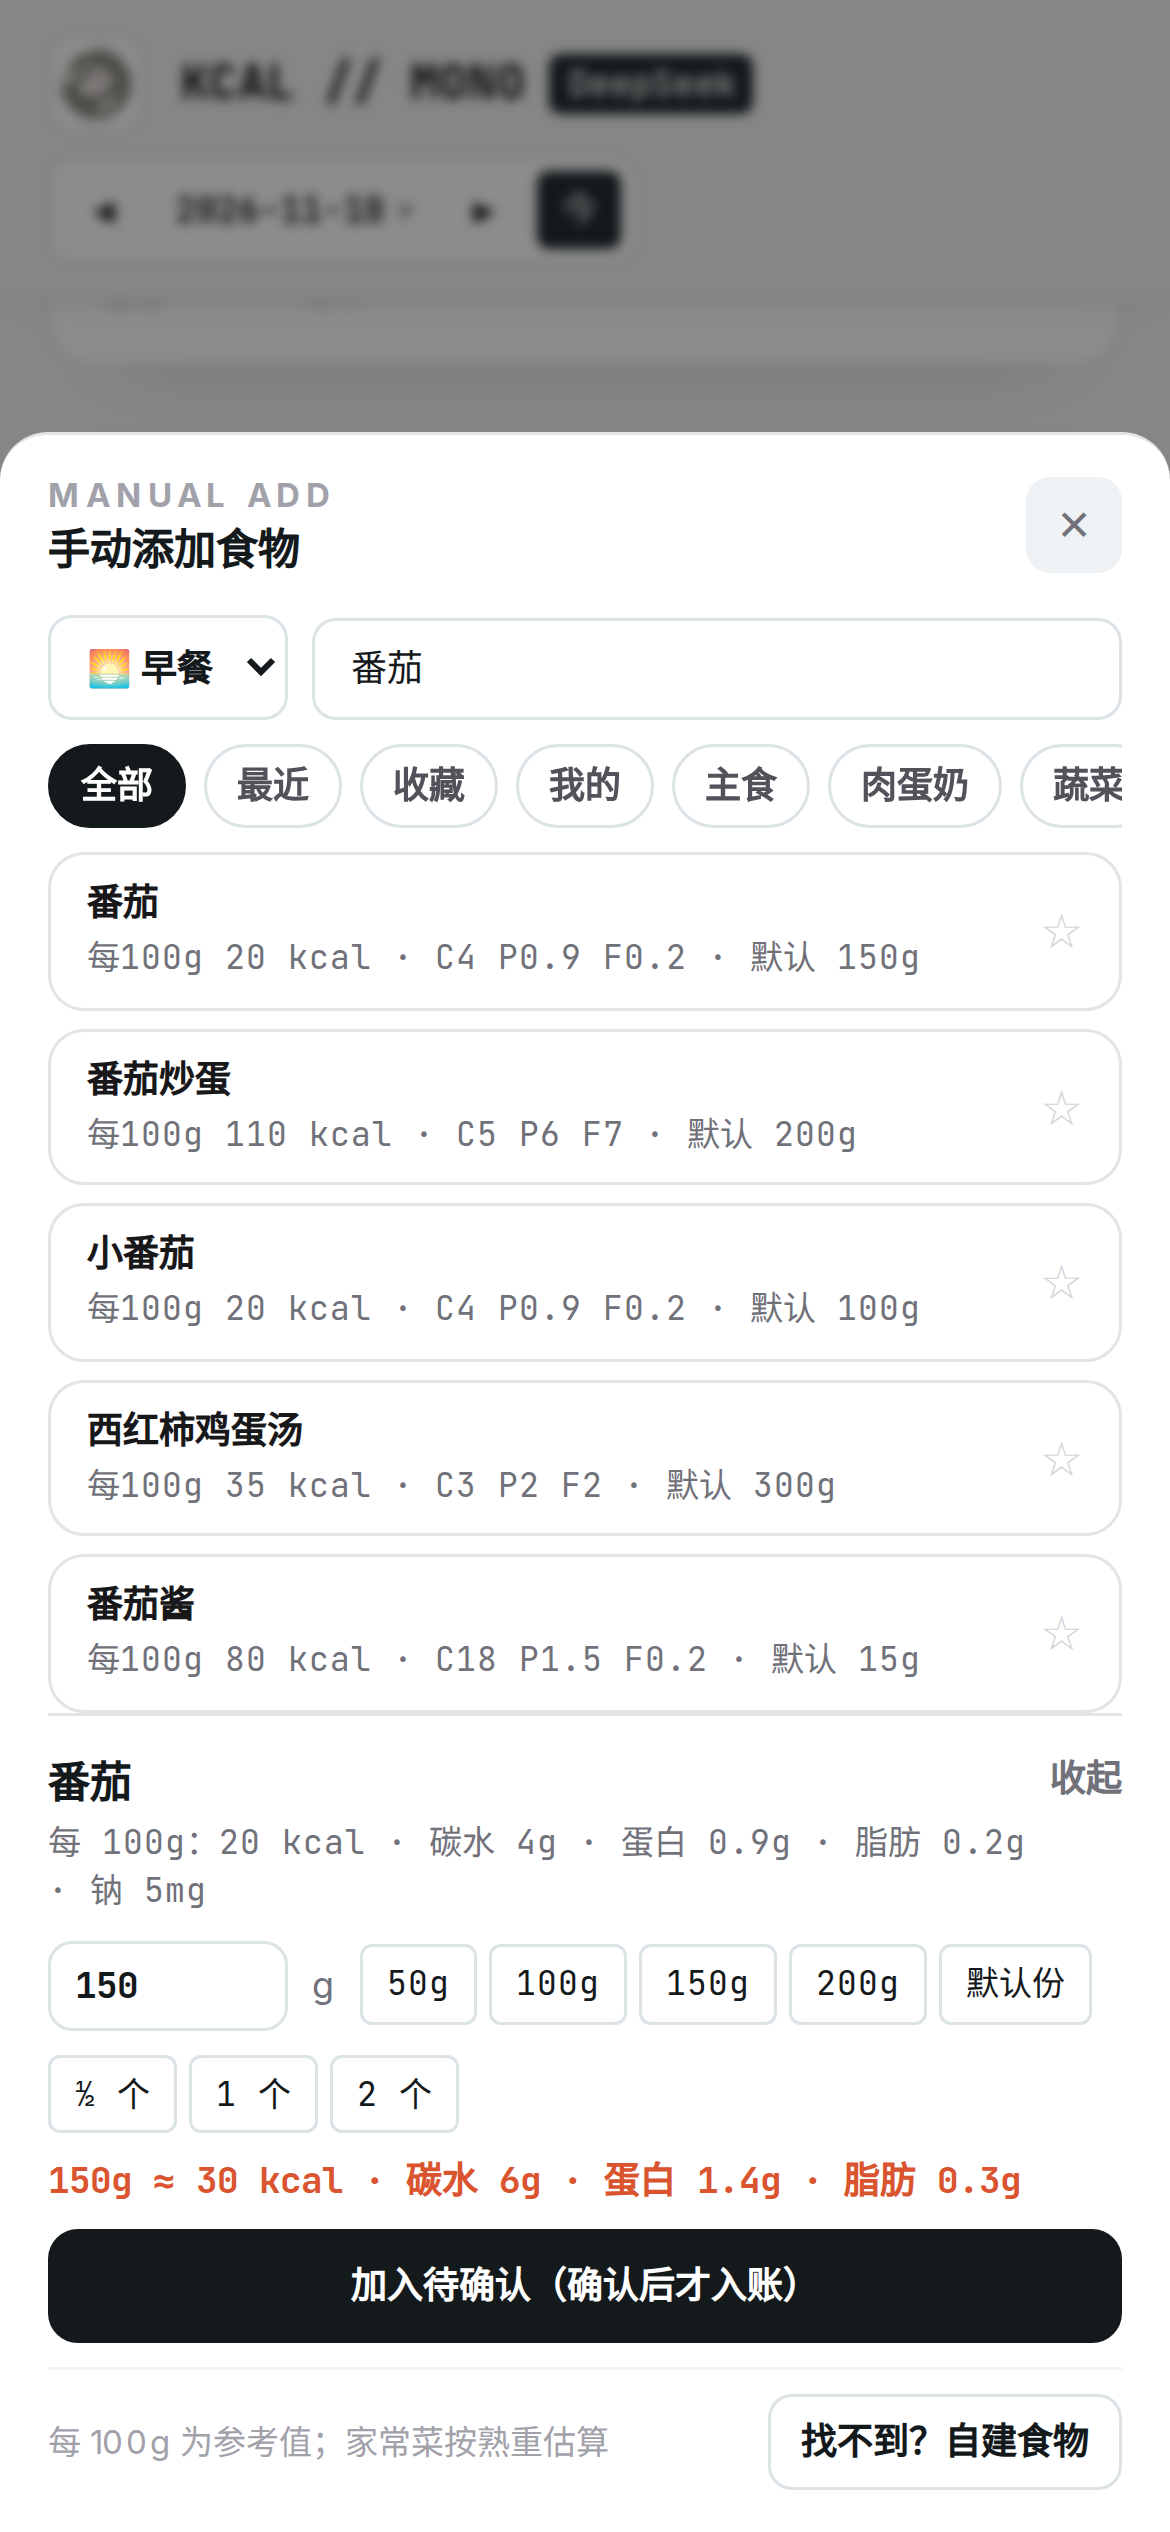 KCAL // MONO DeepSeek
◀ 2026-11-18 ▾ ▶ 今
MANUAL ADD
手动添加食物
✕
🌅 早餐
番茄
全部 最近 收藏 我的 主食 肉蛋奶 蔬菜
番茄
每100g 20 kcal · C4 P0.9 F0.2 · 默认 150g
☆
番茄炒蛋
每100g 110 kcal · C5 P6 F7 · 默认 200g
☆
小番茄
每100g 20 kcal · C4 P0.9 F0.2 · 默认 100g
☆
西红柿鸡蛋汤
每100g 35 kcal · C3 P2 F2 · 默认 300g
☆
番茄酱
每100g 80 kcal · C18 P1.5 F0.2 · 默认 15g
☆
番茄 收起
每 100g：20 kcal · 碳水 4g · 蛋白 0.9g · 脂肪 0.2g
· 钠 5mg
150 g 50g 100g 150g 200g 默认份
½ 个 1 个 2 个
150g ≈ 30 kcal · 碳水 6g · 蛋白 1.4g · 脂肪 0.3g
加入待确认（确认后才入账）
每 100g 为参考值；家常菜按熟重估算
找不到？自建食物